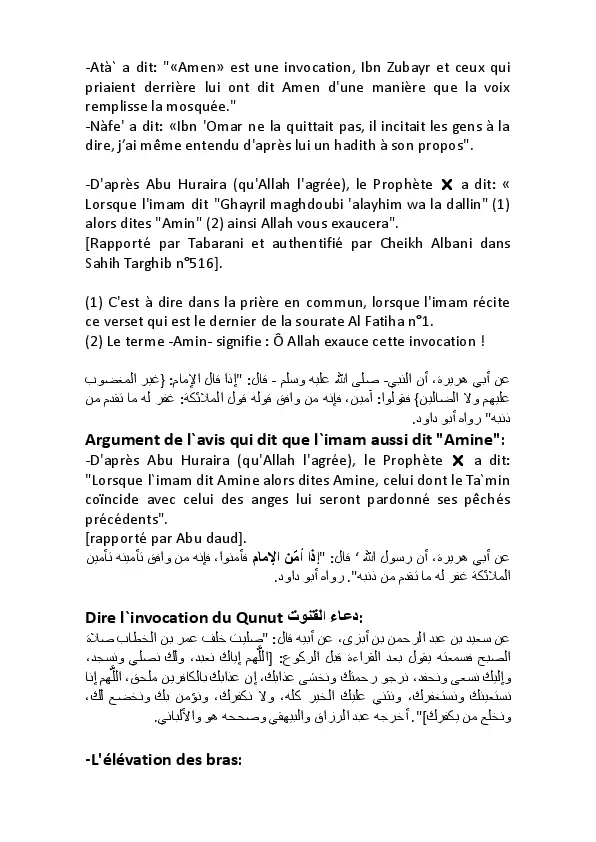 -Atà` a dit: "«Amen» est une invocation, Ibn Zubayr et ceux qui
priaient derrière lui ont dit Amen d'une manière que la voix
remplisse la mosquée."
-Nàfe' a dit: «Ibn 'Omar ne la quittait pas, il incitait les gens à la
dire, j’ai même entendu d'après lui un hadith à son propos".
-D'après Abu Huraira (qu'Allah l'agrée), le Prophète ✕ a dit: «
Lorsque l'imam dit "Ghayril maghdoubi 'alayhim wa la dallin" (1)
alors dites "Amin" (2) ainsi Allah vous exaucera".
[Rapporté par Tabarani et authentifié par Cheikh Albani dans
Sahih Targhib n°516].
(1) C'est à dire dans la prière en commun, lorsque l'imam récite
ce verset qui est le dernier de la sourate Al Fatiha n°1.
(2) Le terme -Amin- signifie : Ô Allah exauce cette invocation !
عن أبي هريرة، أن النبي- صلى الله عليه وسلم - قال: "إذا قال الإمام: {غير المغضوب
عليهم ولا الضالين} فقولوا: آمين، فإنه من وافق قوله قول الملائكة: غفر له ما تقدم من
ذنبه" رواه أبو داود.
Argument de l`avis qui dit que l`imam aussi dit "Amine":
-D'après Abu Huraira (qu'Allah l'agrée), le Prophète ✕ a dit:
"Lorsque l`imam dit Amine alors dites Amine, celui dont le Ta`min
coïncide avec celui des anges lui seront pardonné ses pêchés
précédents".
[rapporté par Abu daud].
عن أبي هريرة، أن رسول الله ‘ قال: "إذَا أمّن الإمام فأمنوا، فإنه من وافق تأمينه تأمين
الملائكة غفر له ما تقدم من ذنبه". رواه أبو داود.
Dire l`invocation du Qunut دعاء القنوت:
عن سعيد بن عبد الرحمن بن أبزى، عن أبيه قال: "صليت خلف عمر بن الخطاب صلاة
الصبح فسمعته يقول بعد القراءة قبل الركوع: [اللَّهم إياك نعبد، ولك نصلي ونسجد،
وإليك نسعى ونحفد، نرجو رحمتك ونخشى عذابك، إن عذابك بالكافرين ملحق، اللَّهم إنا
نستعينك ونستغفرك، ونثني عليك الخير كله، ولا نكفرك، ونؤمن بك ونخضع لك،
ونخلع من يكفرك]". أخرجه عبد الرزاق والبيهقي وصححه هو والألباني.
-L'élévation des bras: